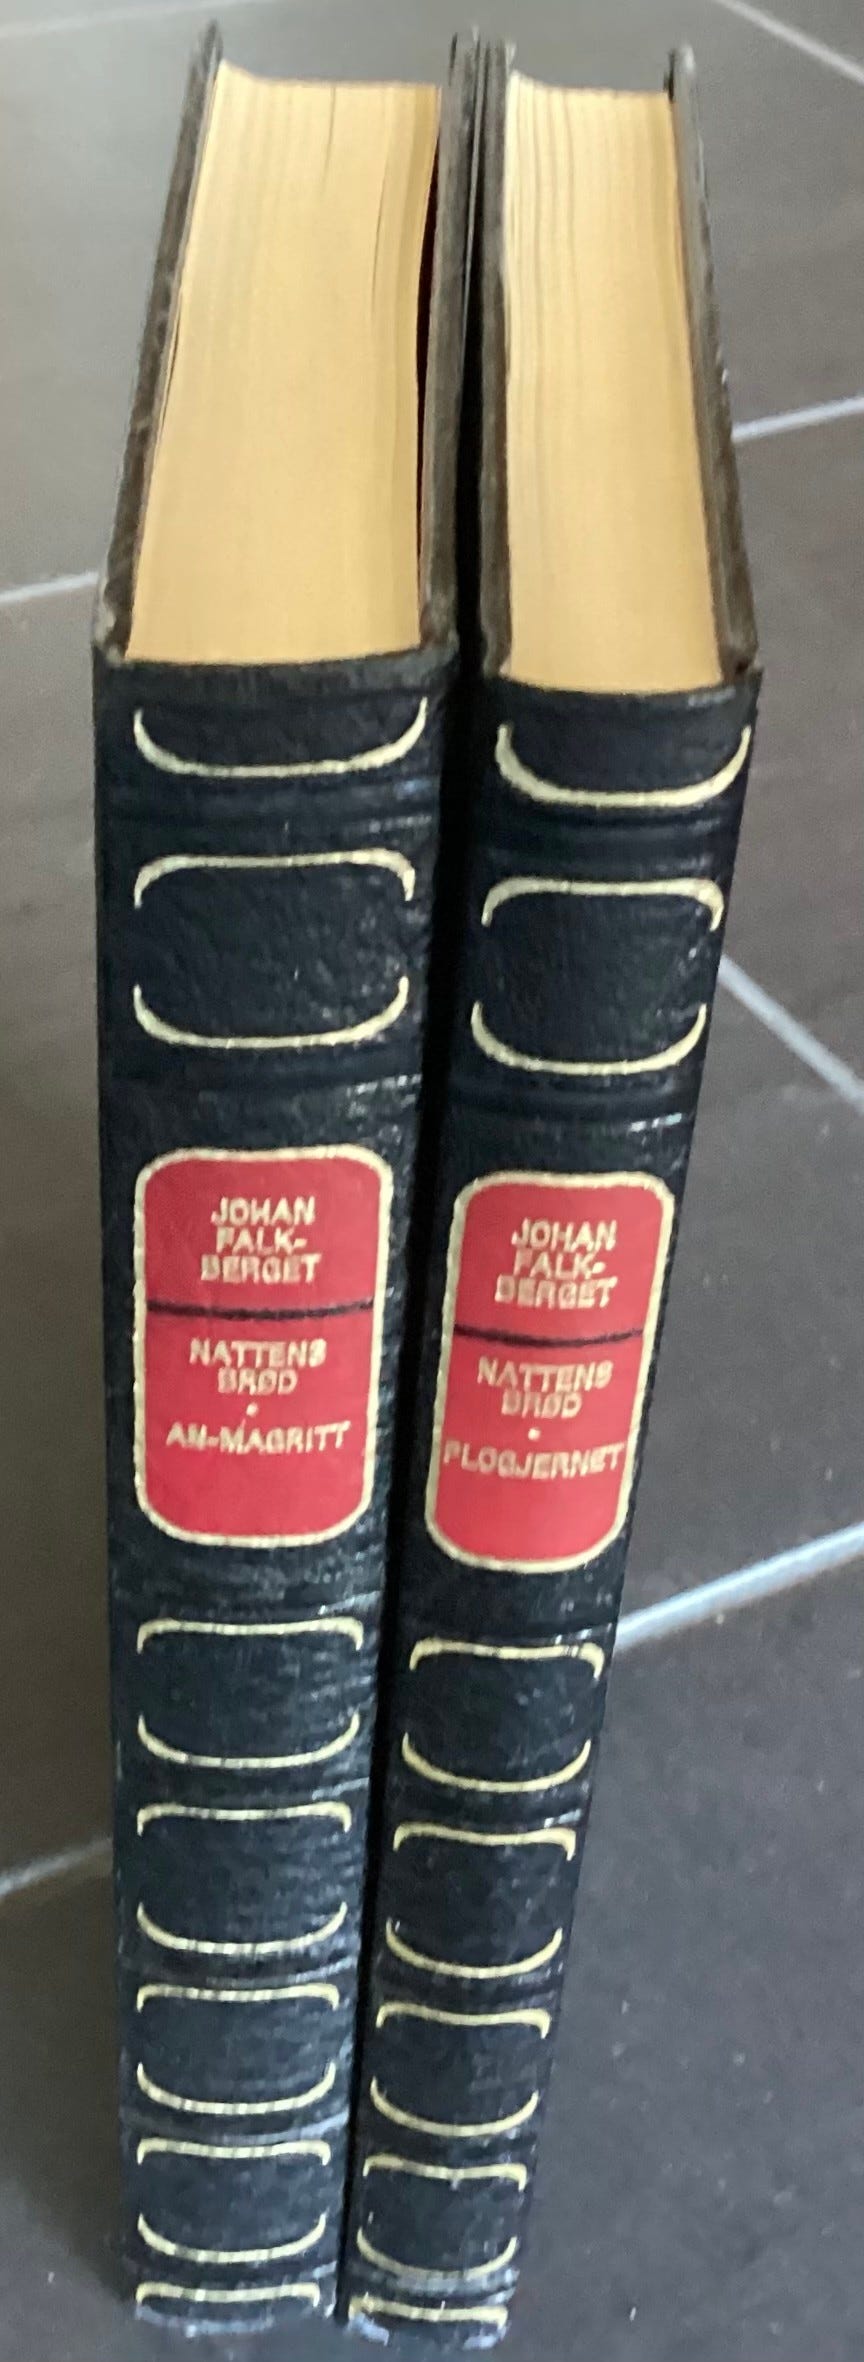 JOHAN
FALK-
BERGET
NATTENS
BRØD
•
AN-MAGRITT
JOHAN
FALK-
BERGET
NATTENS
BRØD
•
PLOGJERNET